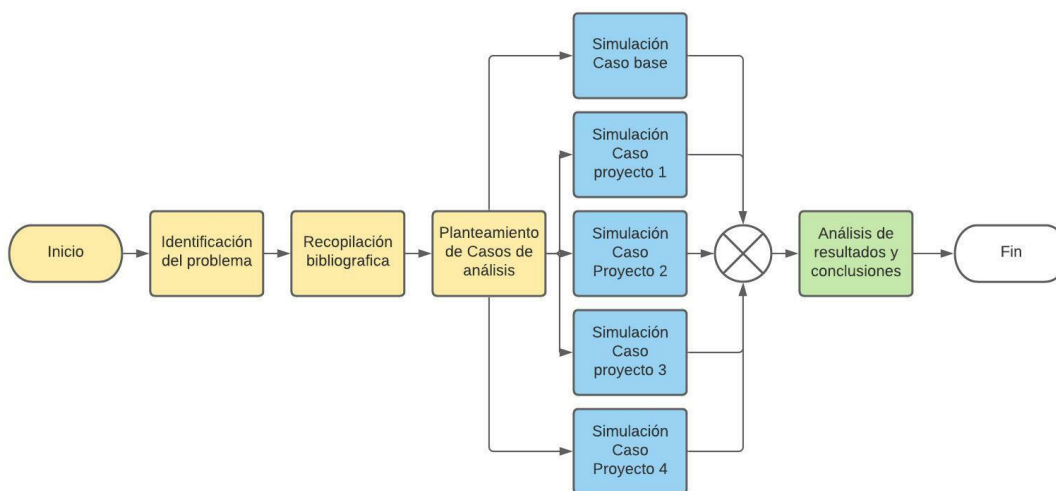 Inicio
Identificación
del problema
Recopilación
bibliografica
Planteamiento
de Casos de
análisis
Simulación
Caso base
Simulación
Caso
proyecto 1
Simulación
Caso
Proyecto 2
Simulación
Caso
proyecto 3
Simulación
Caso
Proyecto 4
Análisis de
resultados y
conclusiones
Fin